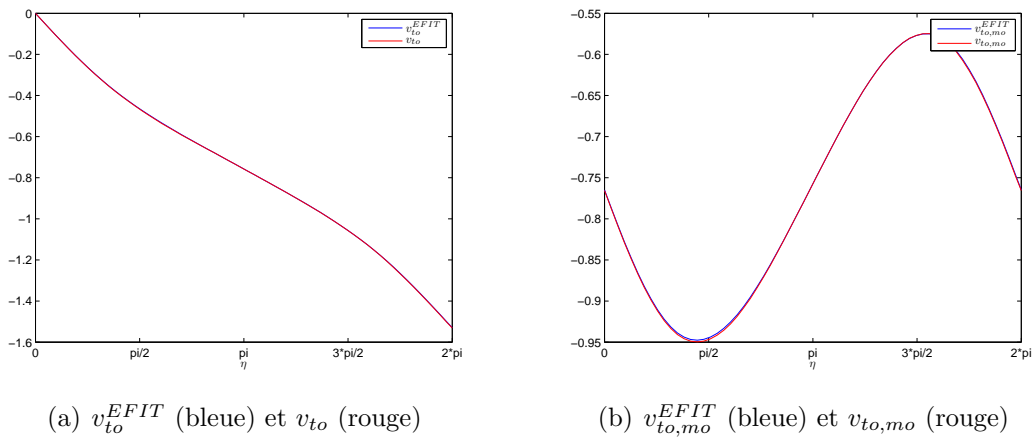 0
−0.2
−0.4
−0.6
−0.8
−1
−1.2
−1.4
−1.6
0 pi/2 pi 3*pi/2 2*pi
η
v_{to}^{EFIT}
v_{to}
−0.55
−0.6
−0.65
−0.7
−0.75
−0.8
−0.85
−0.9
−0.95
0 pi/2 pi 3*pi/2 2*pi
η
v_{to,mo}^{EFIT}
v_{to,mo}
(a) v_{to}^{EFIT} (bleue) et v_{to} (rouge)
(b) v_{to,mo}^{EFIT} (bleue) et v_{to,mo} (rouge)